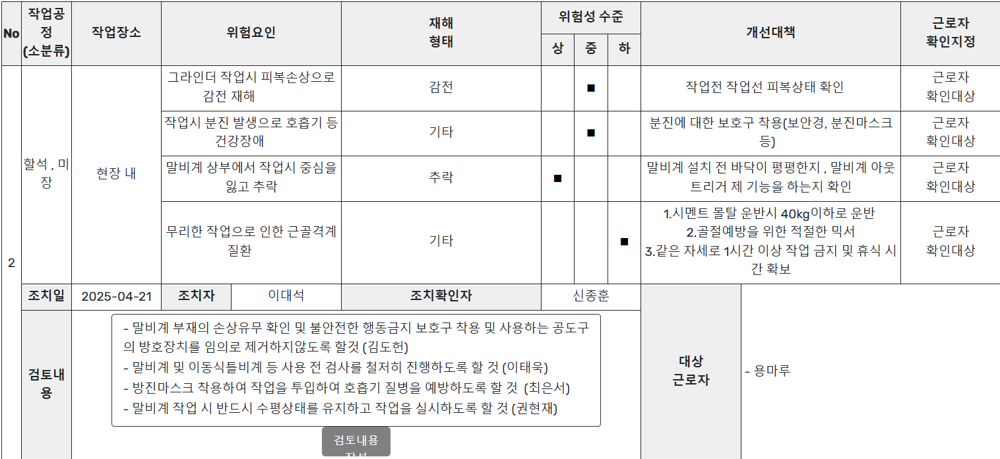 No
작업공
정
(소분류)
작업장소
위험요인
재해
형태
위험성 수준
상 중 하
개선대책
근로자
확인지정
2
할석 , 미
장
현장 내
그라인더 작업시 피복손상으로
감전 재해
감전
■
작업전 작업선 피복상태 확인
근로자
확인대상
작업시 분진 발생으로 호흡기 등
건강장애
기타
■
분진에 대한 보호구 착용(보안경, 분진마스크
등)
근로자
확인대상
말비계 상부에서 작업시 중심을
잃고 추락
추락
■
말비계 설치 전 바닥이 평평한지 , 말비계 아웃
트리거 제 기능을 하는지 확인
근로자
확인대상
무리한 작업으로 인한 근골격계
질환
기타
■
1.시멘트 몰탈 운반시 40kg이하로 운반
2.골절예방을 위한 적절한 믹서
3.같은 자세로 1시간 이상 작업 금지 및 휴식 시
간 확보
근로자
확인대상
조치일 2025-04-21 조치자 이대석 조치확인자 신종훈
검토내
용
- 말비계 부재의 손상유무 확인 및 불안전한 행동금지 보호구 착용 및 사용하는 공도구
의 방호장치를 임의로 제거하지않도록 할것 (김도헌)
- 말비계 및 이동식틀비계 등 사용 전 검사를 철저히 진행하도록 할 것 (이태욱)
- 방진마스크 착용하여 작업을 투입하여 호흡기 질병을 예방하도록 할 것 (최은서)
- 말비계 작업 시 반드시 수평상태를 유지하고 작업을 실시하도록 할 것 (권현재)
검토내용
대상
근로자
- 용마루